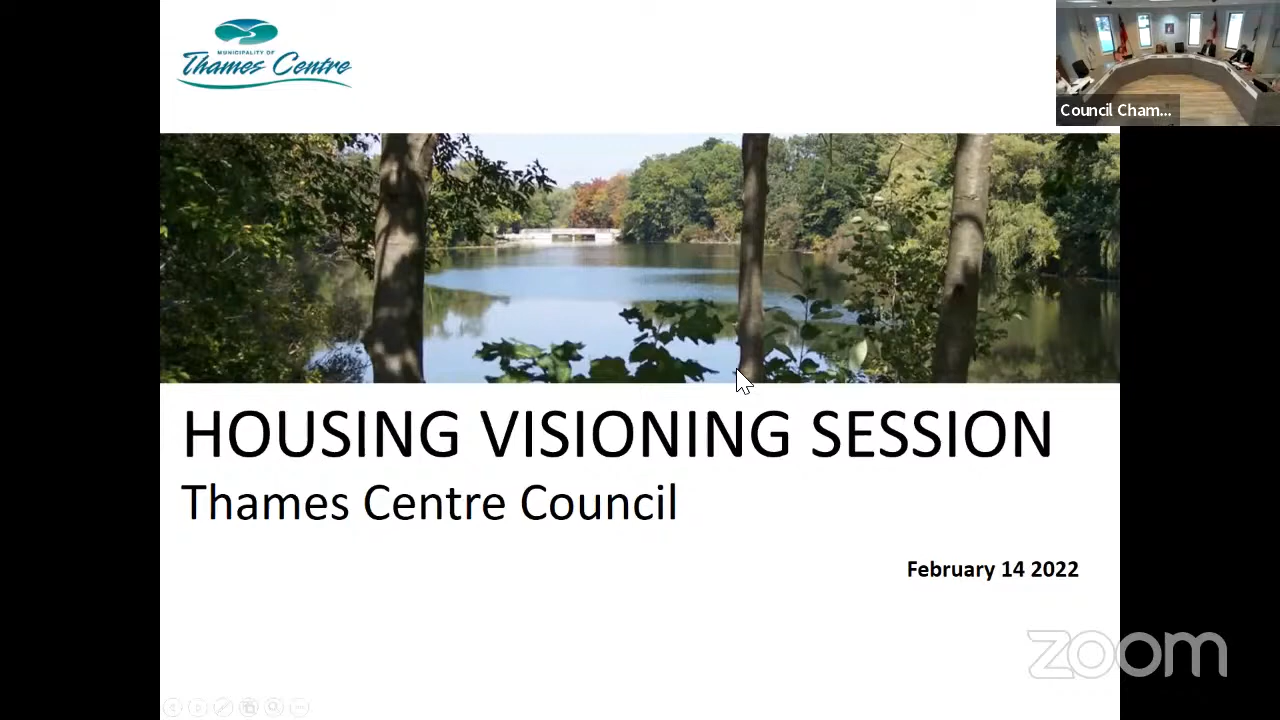 MUNICIPALITY OF
Thames Centre
Council Cham...
HOUSING VISIONING SESSION
Thames Centre Council
February 14 2022
zoom